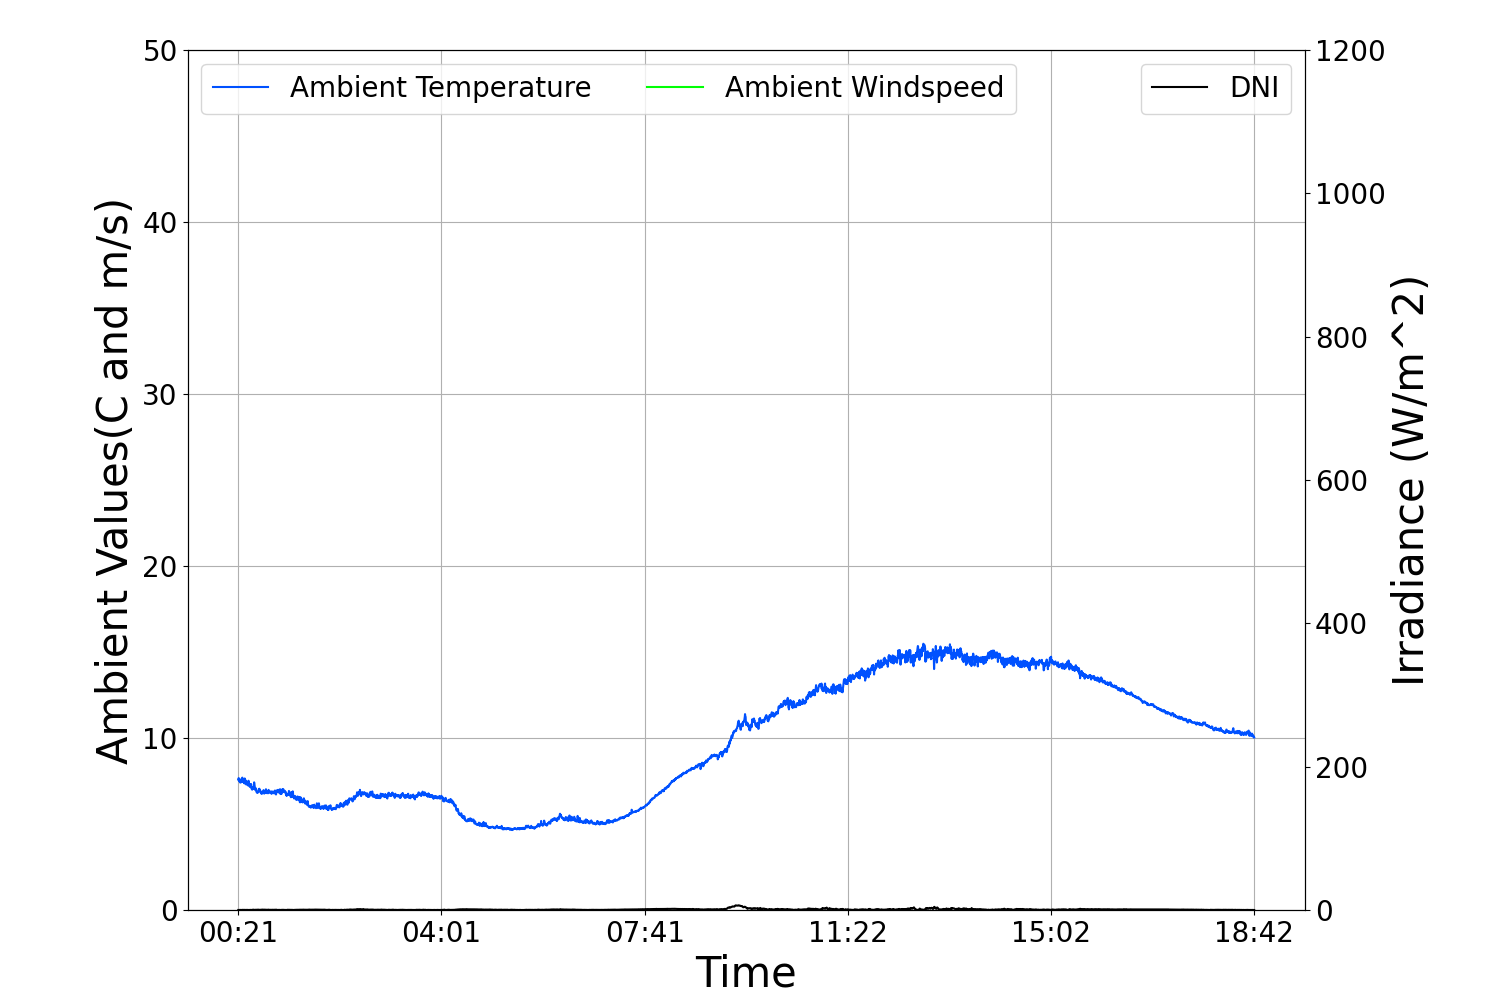 Ambient Temperature
Ambient Windspeed
DNI
50
40
30
20
10
0
Ambient Values(C and m/s)
1200
1000
800
600
400
200
0
Irradiance (W/m^2)
00:21 04:01 07:41 11:22 15:02 18:42
Time